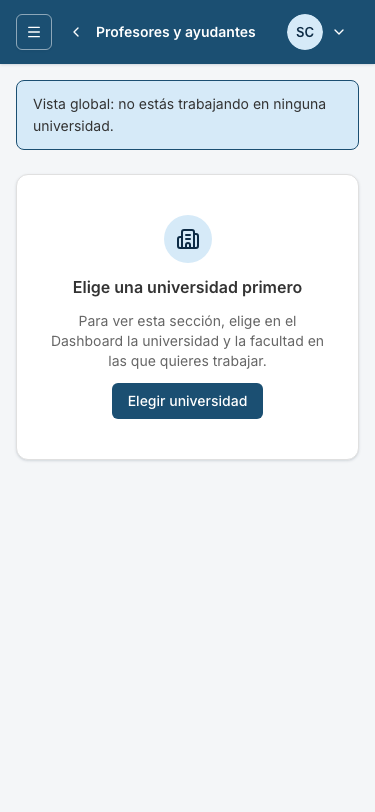 Profesores y ayudantes
SC
Vista global: no estás trabajando en ninguna
universidad.
Elige una universidad primero
Para ver esta sección, elige en el
Dashboard la universidad y la facultad en
las que quieres trabajar.
Elegir universidad